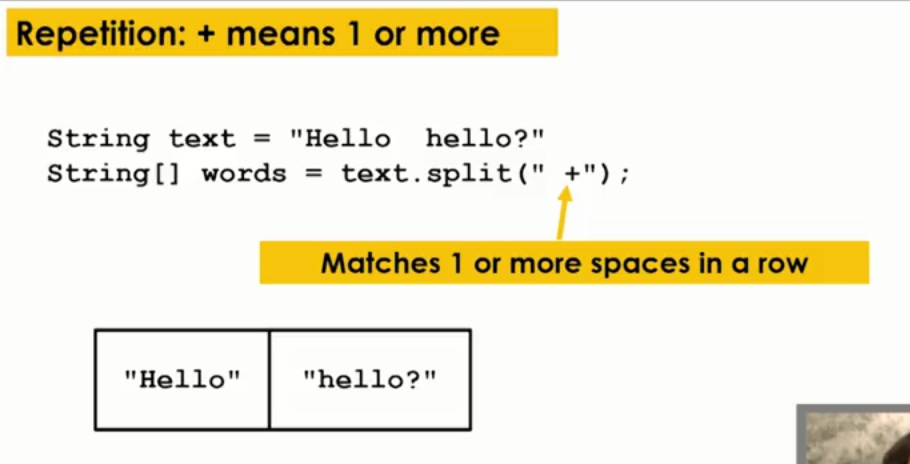 Repetition: + means 1 or more
String text = "Hello  hello?"
String[] words = text.split(" +");
Matches 1 or more spaces in a row
"Hello" "hello?"